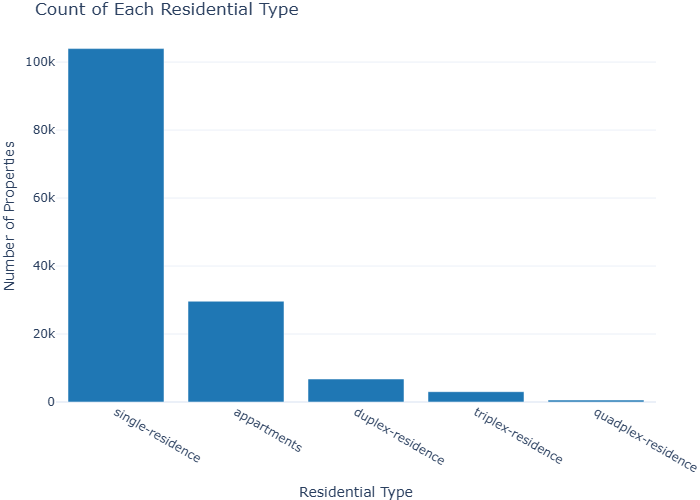 Count of Each Residential Type
Number of Properties
100k
80k
60k
40k
20k
0
single-residence
appartments
duplex-residence
triplex-residence
quadplex-residence
Residential Type